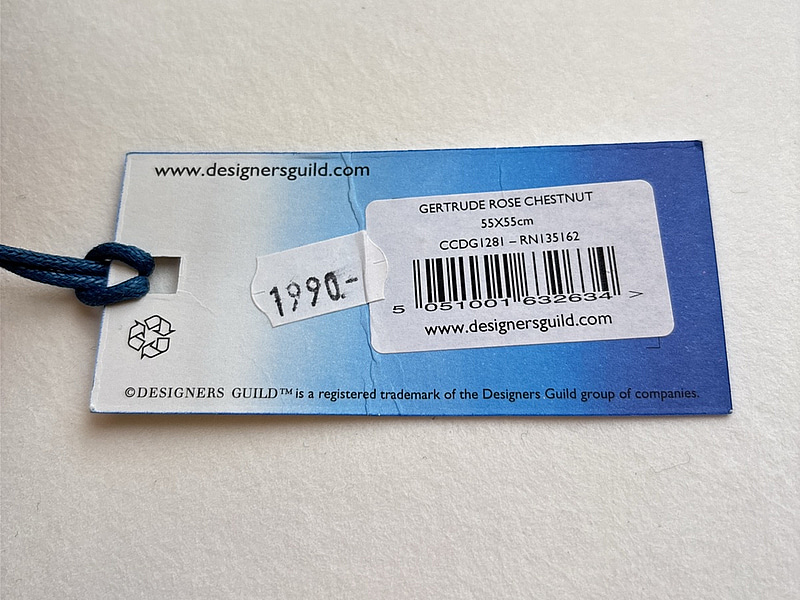 www.designersguild.com
GERTRUDE ROSE CHESTNUT
55X55cm
CCDG1281 – RN135162
5 051001 632634 >
www.designersguild.com
1990.-
©DESIGNERS GUILD™ is a registered trademark of the Designers Guild group of companies.